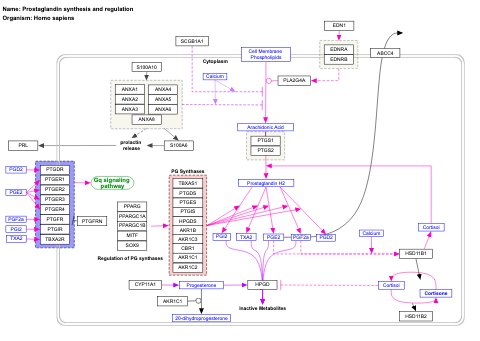 Name: Prostaglandin synthesis and regulation
Organism: Homo sapiens
EDN1
SCGB1A1
Cell Membrane
Phospholipids
EDNRA
EDNRB
ABCC4
Cytoplasm
S100A10
Calcium
PLA2G4A
ANXA1
ANXA4
ANXA2
ANXA5
ANXA3
ANXA6
ANXA8
Arachidonic Acid
PTGS1
PTGS2
PRL
prolactin
release
S100A6
PG Synthases
PGD2
PGE2
PGF2a
PGI2
TXA2
PTGDR
PTGER1
PTGER2
PTGER3
PTGER4
PTGFR
PTGIR
TBXA2R
Gq signaling
pathway
PTGFRN
TBXAS1
PTGDS
PTGES
PTGIS
HPGDS
AKR1B
AKR1C3
CBR1
AKR1C1
AKR1C2
Prostaglandin H2
PPARG
PPARGC1A
PPARGC1B
MITF
SOX9
Regulation of PG synthases
PGI2
TXA2
PGE2
PGF2a
PGD2
Calcium
Cortisol
HSD11B1
CYP11A1
Progesterone
HPGD
Cortisol
Cortisone
AKR1C1
Inactive Metabolites
20-dihydroprogesterone
HSD11B2